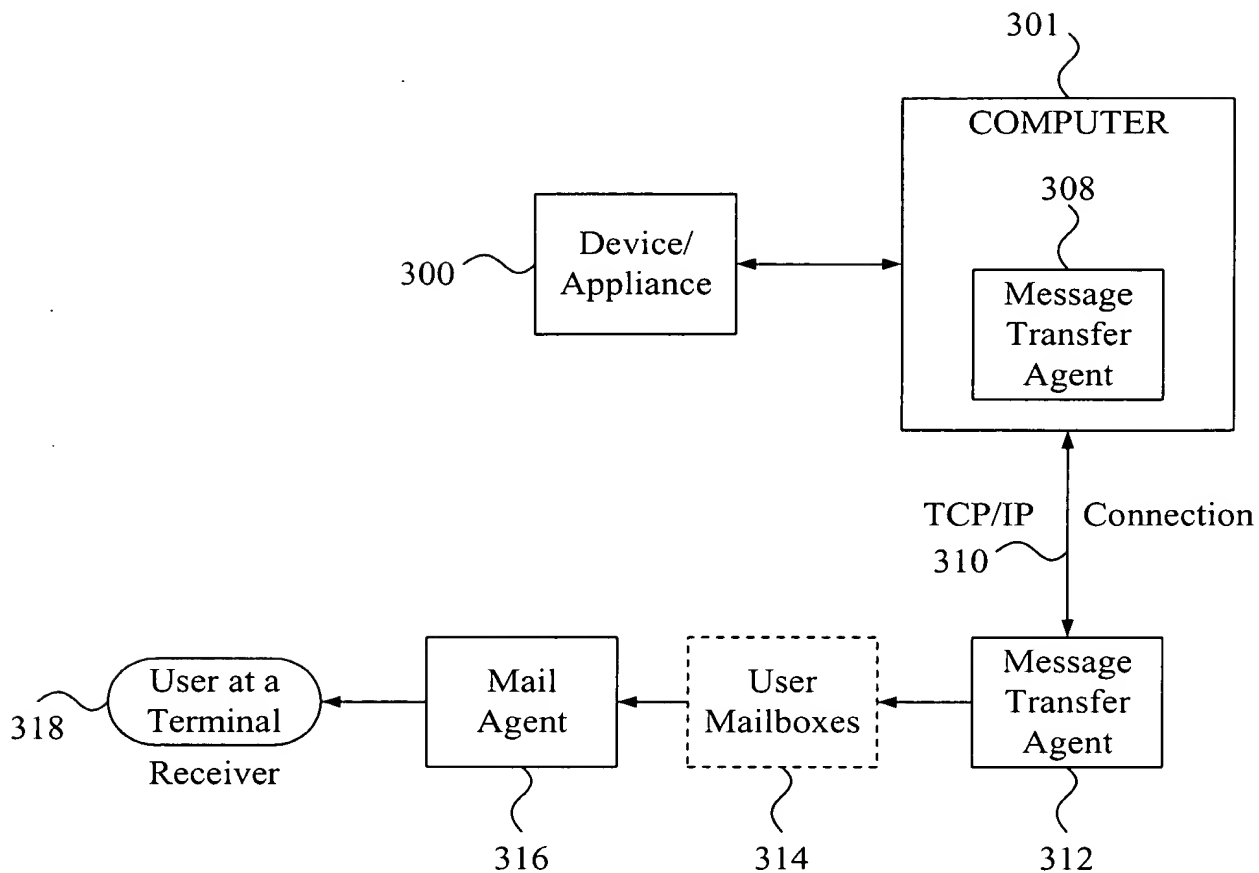 301
COMPUTER
308
Message
Transfer
Agent
300
Device/
Appliance
TCP/IP Connection
310
318
User at a
Terminal
Receiver
Mail
Agent
316
User
Mailboxes
314
Message
Transfer
Agent
312